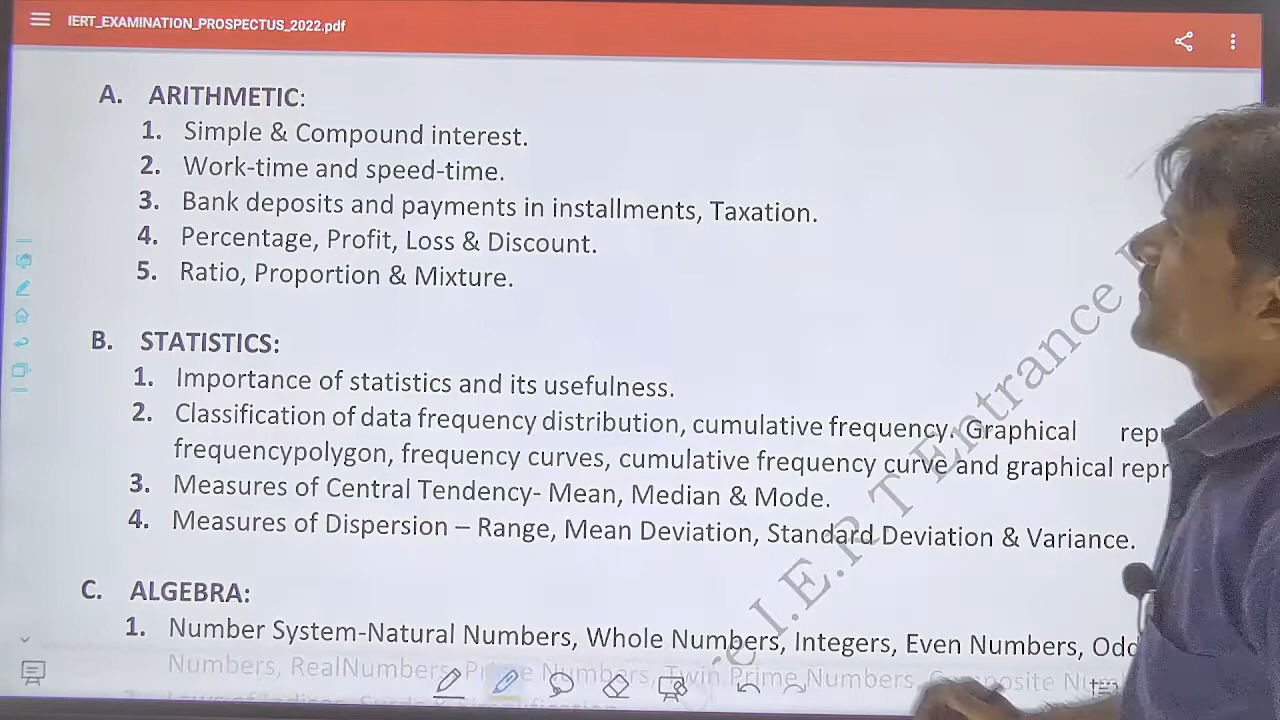 IERT_EXAMINATION_PROSPECTUS_2022.pdf
A. ARITHMETIC:
1. Simple & Compound interest.
2. Work-time and speed-time.
3. Bank deposits and payments in installments, Taxation.
4. Percentage, Profit, Loss & Discount.
5. Ratio, Proportion & Mixture.
B. STATISTICS:
1. Importance of statistics and its usefulness.
2. Classification of data frequency distribution, cumulative frequency. Graphical
frequencypolygon, frequency curves, cumulative frequency curve and graphical
3. Measures of Central Tendency- Mean, Median & Mode.
4. Measures of Dispersion – Range, Mean Deviation, Standard Deviation & Variance.
C. ALGEBRA:
1. Number System-Natural Numbers, Whole Numbers, Integers, Even Numbers, Odd
Numbers, RealNumbers, Numbers, Twin Prime Numbers,
I.E.R.T Entrance